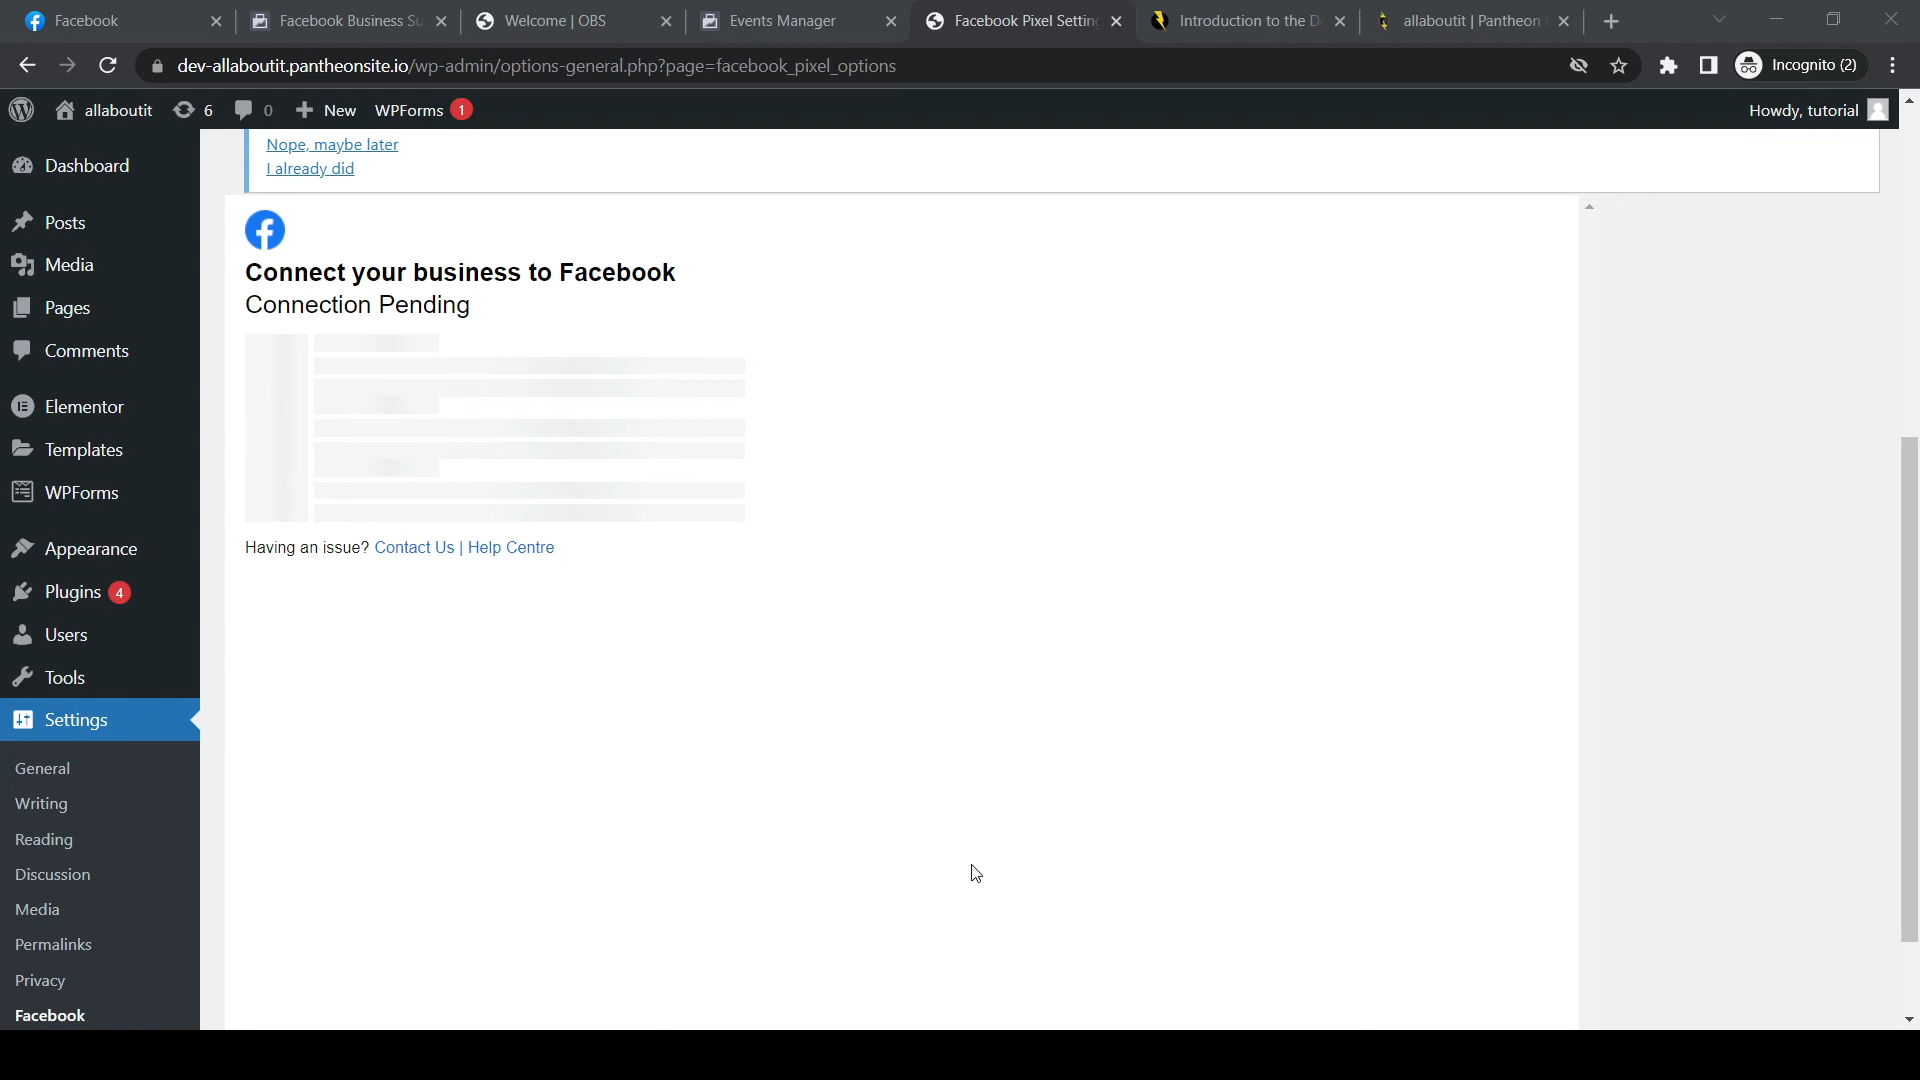 Facebook
Facebook Business Su
Welcome | OBS
Events Manager
Facebook Pixel Settin
Introduction to the D
allaboutit | Pantheon
dev-allaboutit.pantheonsite.io/wp-admin/options-general.php?page=facebook_pixel_options
Incognito (2)
allaboutit
6
0
New
WPForms 1
Howdy, tutorial
Dashboard
Posts
Media
Pages
Comments
Elementor
Templates
WPForms
Appearance
Plugins 4
Users
Tools
Settings
General
Writing
Reading
Discussion
Media
Permalinks
Privacy
Facebook
Nope, maybe later
I already did
Connect your business to Facebook
Connection Pending
Having an issue? Contact Us | Help Centre